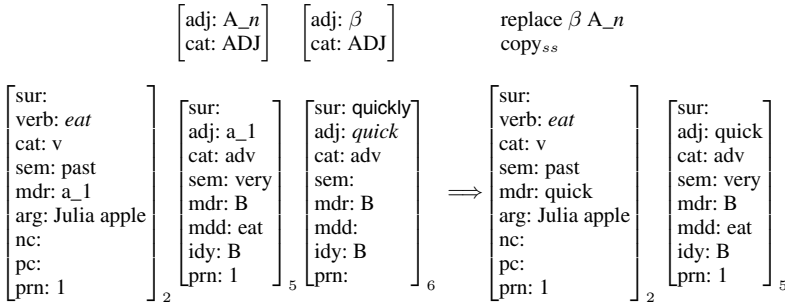 adj: A_n
cat: ADJ
adj: β
cat: ADJ
replace β A_n
copy_ss
sur:
verb: eat
cat: v
sem: past
mdr: a_1
arg: Julia apple
nc:
pc:
prn: 1
2
sur:
adj: a_1
cat: adv
sem: very
mdr: B
mdd: eat
idy: B
prn: 1
5
sur: quickly
adj: quick
cat: adv
sem:
mdr: B
mdd:
idy: B
prn:
6
⟹
sur:
verb: eat
cat: v
sem: past
mdr: quick
arg: Julia apple
nc:
pc:
prn: 1
2
sur:
adj: quick
cat: adv
sem: very
mdr: B
mdd: eat
idy: B
prn: 1
5